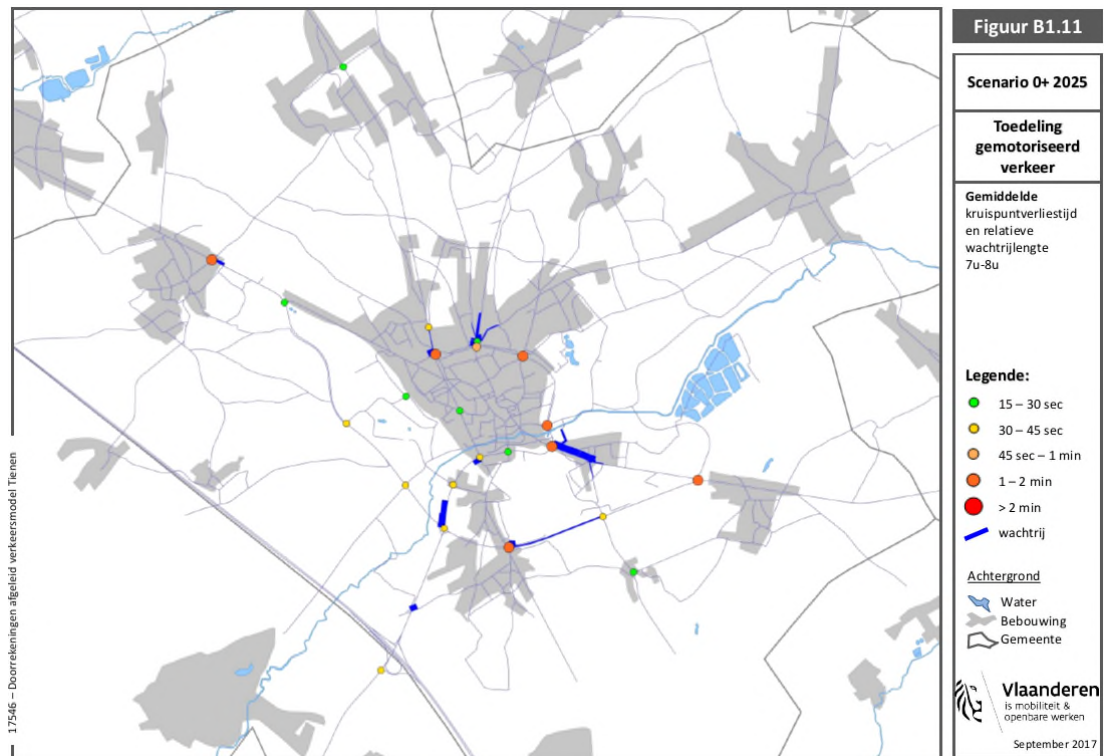 Figuur B1.11
Scenario 0+ 2025
Toedeling
gemotoriseerd
verkeer
Gemiddelde
kruispuntverliestijd
en relatieve
wachtrijlengte
7u-8u
Legende:
15 – 30 sec
30 – 45 sec
45 sec – 1 min
1 – 2 min
> 2 min
wachtrij
Achtergrond
Water
Bebouwing
Gemeente
Vlaanderen
is mobiliteit &
openbare werken
September 2017
17546 – Doorrekeningen afgeleid verkeersmodel Tienen